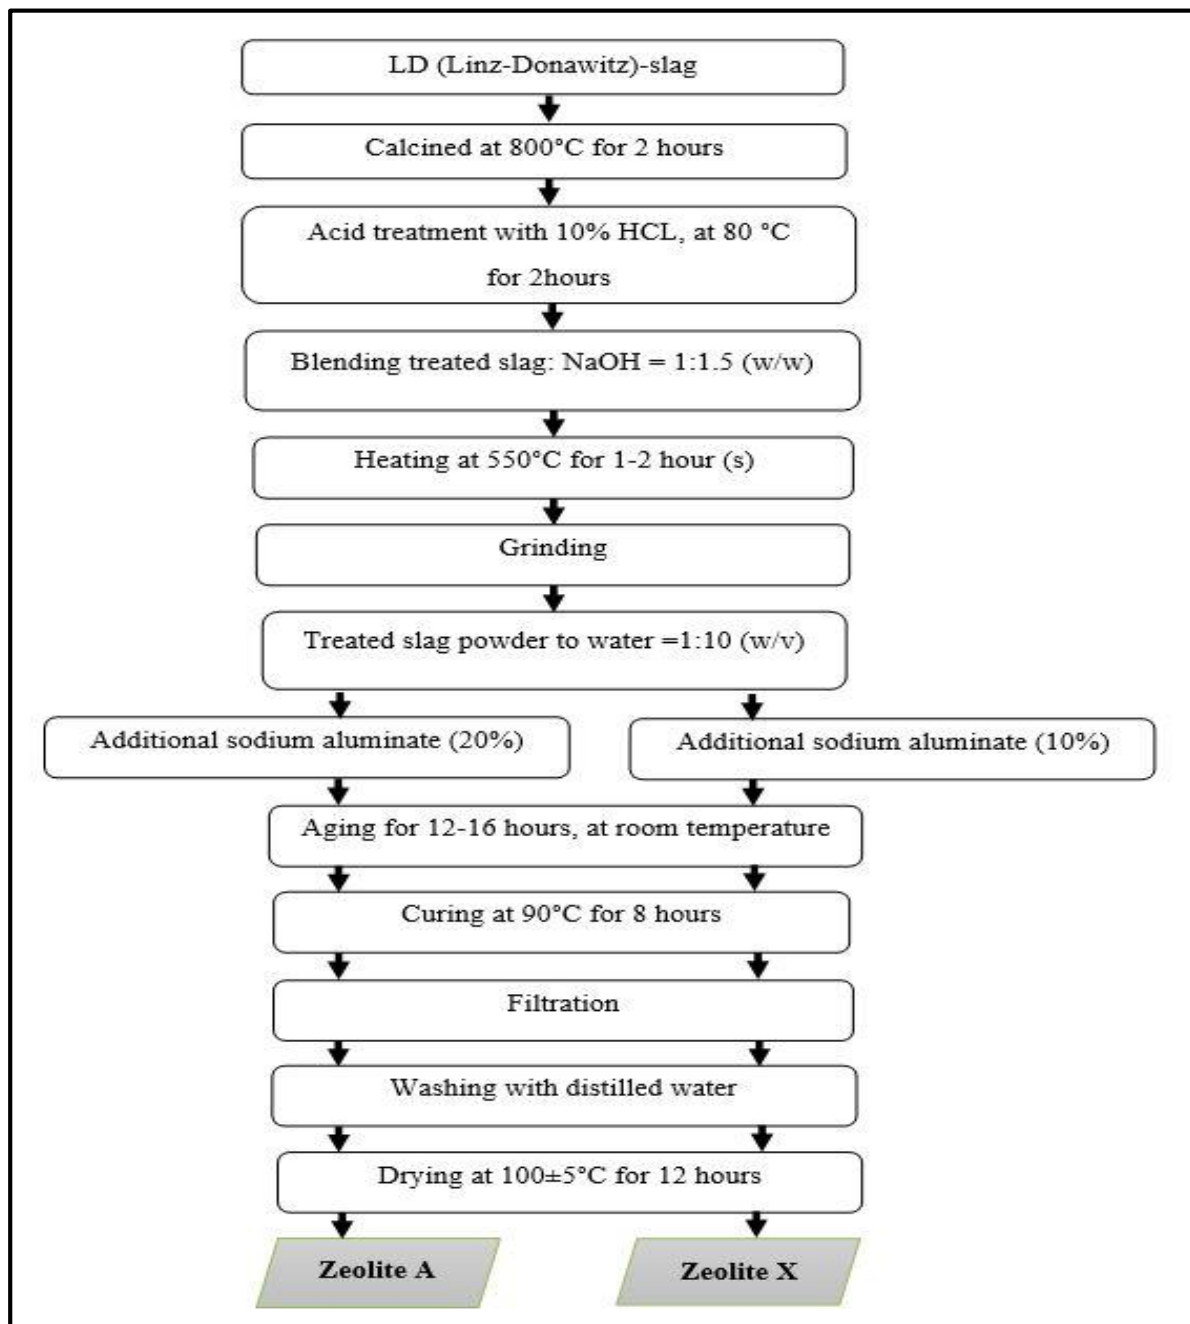 LD (Linz-Donawitz)-slag
Calcined at 800°C for 2 hours
Acid treatment with 10% HCL, at 80 °C
for 2hours
Blending treated slag: NaOH = 1:1.5 (w/w)
Heating at 550°C for 1-2 hour (s)
Grinding
Treated slag powder to water =1:10 (w/v)
Additional sodium aluminate (20%)
Additional sodium aluminate (10%)
Aging for 12-16 hours, at room temperature
Curing at 90°C for 8 hours
Filtration
Washing with distilled water
Drying at 100±5°C for 12 hours
Zeolite A
Zeolite X